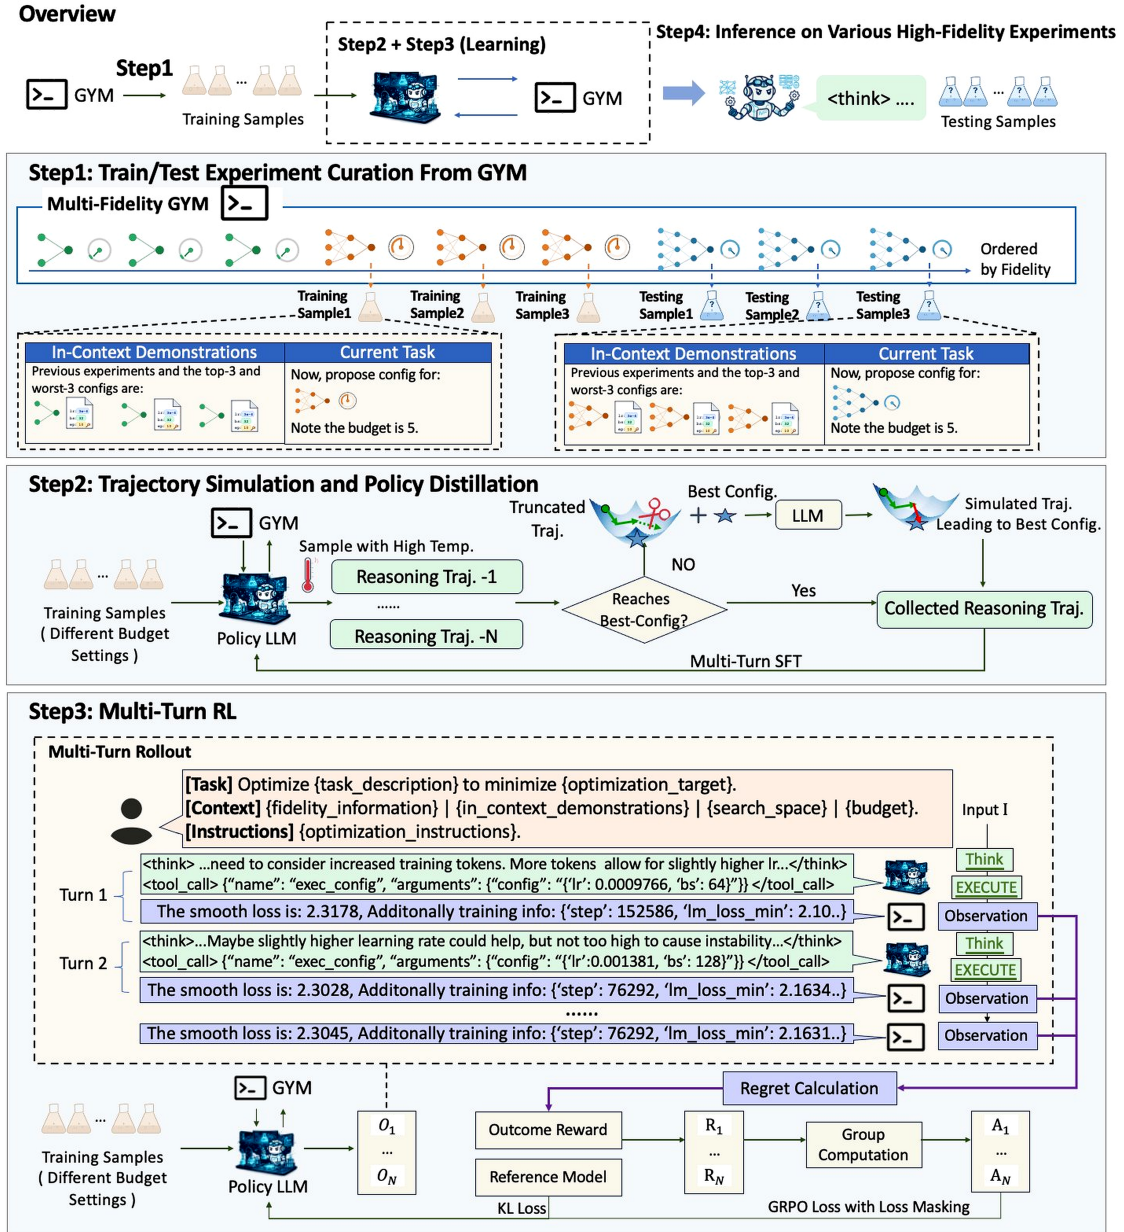 Overview
Step1
GYM
...
Training Samples
Step2 + Step3 (Learning)
GYM
Step4: Inference on Various High-Fidelity Experiments
<think> ....
...
Testing Samples
Step1: Train/Test Experiment Curation From GYM
Multi-Fidelity GYM
Ordered
by Fidelity
Training
Sample1
Training
Sample2
Training
Sample3
Testing
Sample1
Testing
Sample2
Testing
Sample3
In-Context Demonstrations
Previous experiments and the top-3 and
worst-3 configs are:
Current Task
Now, propose config for:
Note the budget is 5.
In-Context Demonstrations
Previous experiments and the top-3 and
worst-3 configs are:
Current Task
Now, propose config for:
Note the budget is 5.
Step2: Trajectory Simulation and Policy Distillation
GYM
...
Training Samples
( Different Budget
Settings )
Policy LLM
Sample with High Temp.
Reasoning Traj. -1
......
Reasoning Traj. -N
Reaches
Best-Config?
NO
Yes
Truncated
Traj.
Best Config.
+
LLM
Simulated Traj.
Leading to Best Config.
Collected Reasoning Traj.
Multi-Turn SFT
Step3: Multi-Turn RL
Multi-Turn Rollout
[Task] Optimize {task_description} to minimize {optimization_target}.
[Context] {fidelity_information} | {in_context_demonstrations} | {search_space} | {budget}.
[Instructions] {optimization_instructions}.
Input I
Turn 1
<think> ...need to consider increased training tokens. More tokens allow for slightly higher lr...</think>
<tool_call> {“name”: “exec_config”, “arguments”: {“config”: “{‘lr’: 0.0009766, ‘bs’: 64}”}} </tool_call>
Think
EXECUTE
The smooth loss is: 2.3178, Additonally training info: {‘step’: 152586, ‘lm_loss_min’: 2.10..}
Observation
Turn 2
<think>...Maybe slightly higher learning rate could help, but not too high to cause instability...</think>
<tool_call> {“name”: “exec_config”, “arguments”: {“config”: “{‘lr’:0.001381, ‘bs’: 128}”}} </tool_call>
Think
EXECUTE
The smooth loss is: 2.3028, Additonally training info: {‘step’: 76292, ‘lm_loss_min’: 2.1634..}
Observation
......
The smooth loss is: 2.3045, Additonally training info: {‘step’: 76292, ‘lm_loss_min’: 2.1631..}
Observation
Regret Calculation
GYM
...
Training Samples
( Different Budget
Settings )
Policy LLM
O1
...
ON
Outcome Reward
Reference Model
KL Loss
R1
...
RN
Group
Computation
A1
...
AN
GRPO Loss with Loss Masking